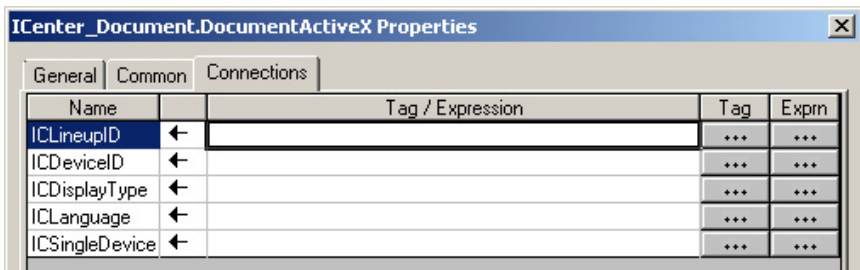 ICenter_Document.DocumentActiveX Properties
General Common Connections
Name Tag / Expression Tag Exprn
ICLineupID ... ...
ICDeviceID ... ...
ICDisplayType ... ...
ICLanguage ... ...
ICSingleDevice ... ...